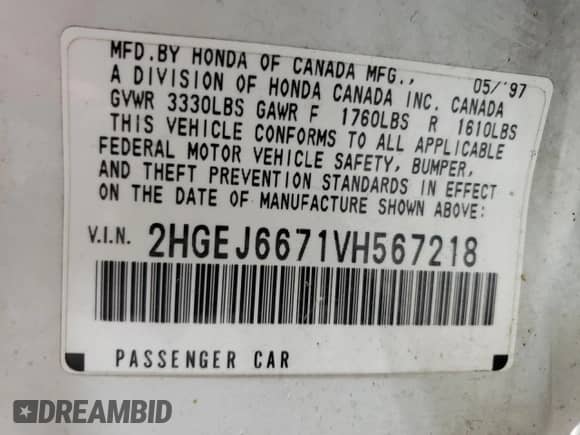 MFD.BY HONDA OF CANADA MFG., 05/'97
A DIVISION OF HONDA CANADA INC. CANADA
GVWR 3330LBS GAWR F 1760LBS R 1610LBS
THIS VEHICLE CONFORMS TO ALL APPLICABLE
FEDERAL MOTOR VEHICLE SAFETY, BUMPER,
AND THEFT PREVENTION STANDARDS IN EFFECT
ON THE DATE OF MANUFACTURE SHOWN ABOVE:
V.I.N. 2HGEJ6671VH567218
PASSENGER CAR
DREAMBID